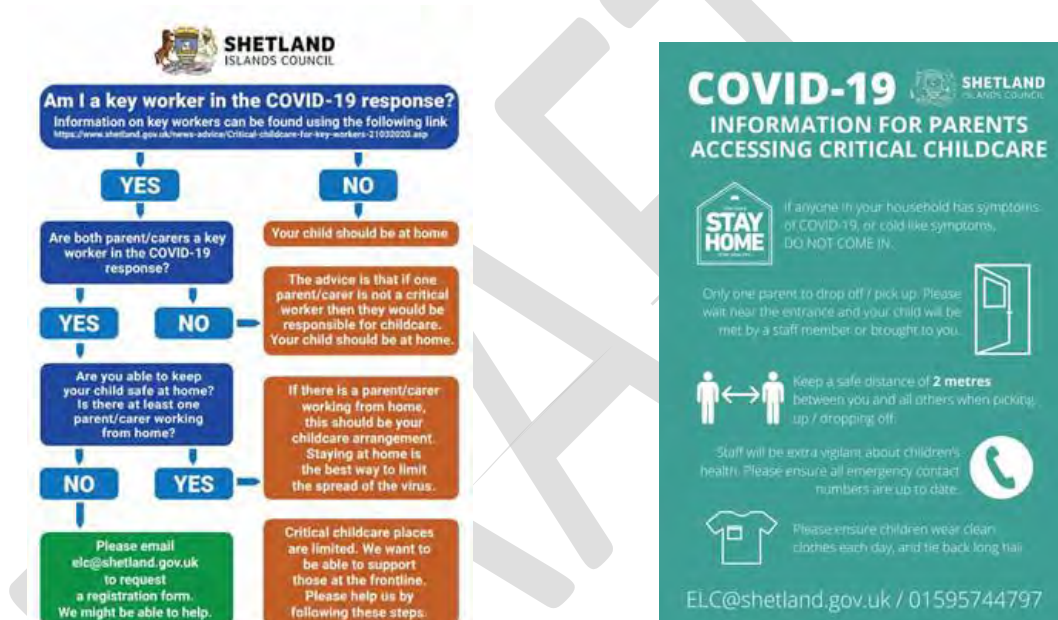 SHETLAND
ISLANDS COUNCIL
Am I a key worker in the COVID-19 response?
Information on key workers can be found using the following link
https://www.shetland.gov.uk/news-advice/Critical-childcare-for-key-workers-21032020.asp
YES
NO
Are both parent/carers a key
worker in the COVID-19
response?
Your child should be at home
The advice is that if one
parent/carer is not a critical
worker then they would be
responsible for childcare.
Your child should be at home.
YES
NO
Are you able to keep
your child safe at home?
Is there at least one
parent/carer working
from home?
If there is a parent/carer
working from home,
this should be your
childcare arrangement.
Staying at home is
the best way to limit
the spread of the virus.
NO
YES
Please email
elc@shetland.gov.uk
to request
a registration form.
We might be able to help.
Critical childcare places
are limited. We want to
be able to support
those at the frontline.
Please help us by
following these steps.
COVID-19
SHETLAND
ISLANDS COUNCIL
INFORMATION FOR PARENTS
ACCESSING CRITICAL CHILDCARE
STAY
HOME
If anyone in your household has symptoms
of COVID-19, or cold like symptoms,
DO NOT COME IN.
Only one parent to drop off / pick up. Please
wait near the entrance and your child will be
met by a staff member or brought to you.
Keep a safe distance of 2 metres
between you and all others when picking
up / dropping off.
Staff will be extra vigilant about children's
health. Please ensure all emergency contact
numbers are up to date.
Please ensure children wear clean
clothes each day, and tie back long hair.
ELC@shetland.gov.uk / 01595744797